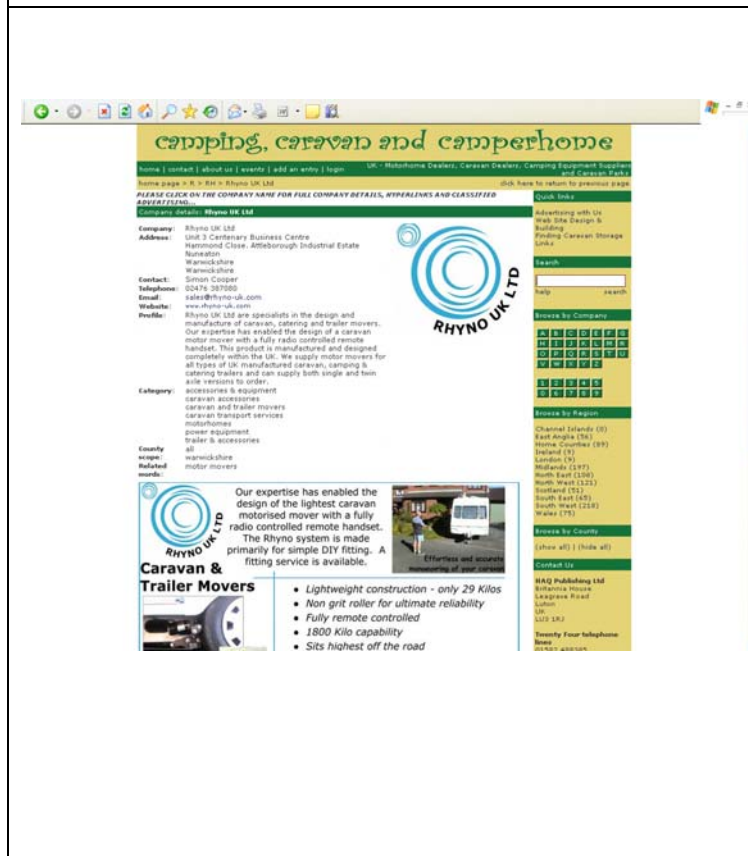 camping, caravan and camperhome
home | contact | about us | events | add an entry | login
UK - Motorhome Dealers, Caravan Dealers, Camping Equipment Suppliers
and Caravan Parks
home page > R > RH > Rhyno UK Ltd
click here to return to previous page
PLEASE CLICK ON THE COMPANY NAME FOR FULL COMPANY DETAILS, HYPERLINKS AND CLASSIFIED
ADVERTISING...
Company details: Rhyno UK Ltd
Company: Rhyno UK Ltd
Address: Unit 3 Centenary Business Centre
Hammond Close, Attleborough Industrial Estate
Nuneaton
Warwickshire
Warwickshire
Contact: Simon Cooper
Telephone: 02476 387080
Email: sales@rhyno-uk.com
Website: www.rhyno-uk.com
Profile: Rhyno UK Ltd are specialists in the design and
manufacture of caravan, catering and trailer movers.
Our expertise has enabled the design of a caravan
motor mover with a fully radio controlled remote
handset. This product is manufactured and designed
completely within the UK. We supply motor movers for
all types of UK manufactured caravan, camping &
catering trailers and can supply both single and twin
axle versions to order.
Category: accessories & equipment
caravan accessories
caravan and trailer movers
caravan transport services
motorhomes
power equipment
trailer & accessories
County all
scope: warwickshire
Related motor movers
words:
RHYNO UK LTD
RHYNO UK LTD
Our expertise has enabled the
design of the lightest caravan
motorised mover with a fully
radio controlled remote handset.
The Rhyno system is made
primarily for simple DIY fitting. A
fitting service is available.
Effortless and accurate
manoeuvring of your caravan
Caravan &
Trailer Movers
• Lightweight construction - only 29 Kilos
• Non grit roller for ultimate reliability
• Fully remote controlled
• 1800 Kilo capability
• Sits highest off the road
Quick links
Advertising with Us
Web Site Design &
Building
Finding Caravan Storage
Links
Search
help search
Browse by Company
A B C D E F G
H I J K L M N
O P Q R S T U
V W X Y Z
1 2 3 4 5
0 6 7 8 9
Browse by Region
Channel Islands (0)
East Anglia (56)
Home Counties (89)
Ireland (9)
London (9)
Midlands (197)
North East (106)
North West (121)
Scotland (51)
South East (65)
South West (218)
Wales (75)
Browse by County
(show all) | (hide all)
Contact Us
HAQ Publishing Ltd
Britannia House
Leagrave Road
Luton
UK
LU3 1RJ
Twenty Four telephone
lines